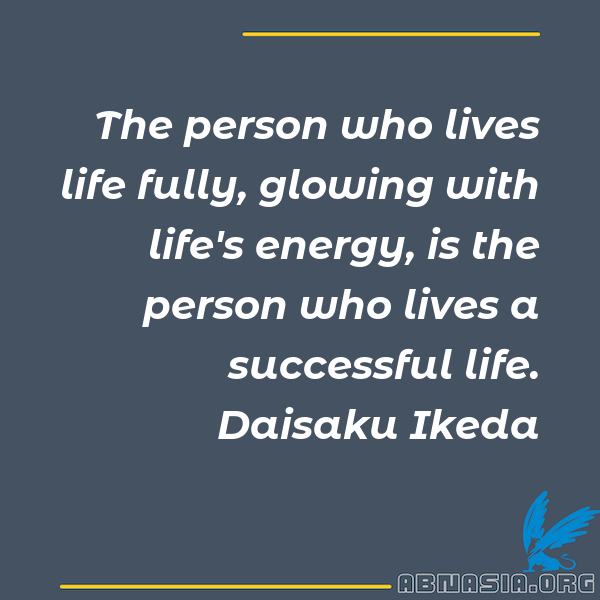 The person who lives
life fully, glowing with
life's energy, is the
person who lives a
successful life.
Daisaku Ikeda
ABNASIA.ORG